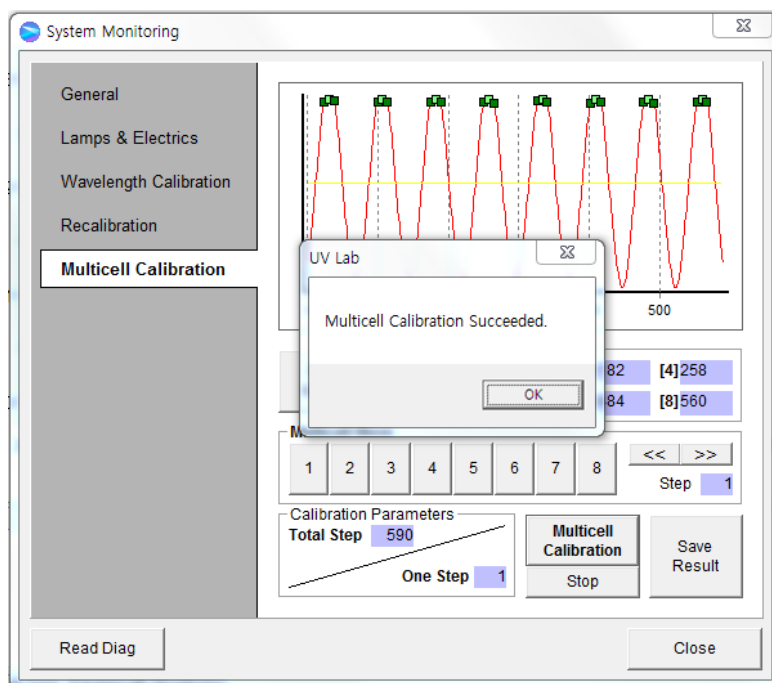 System Monitoring
General
Lamps & Electrics
Wavelength Calibration
Recalibration
Multicell Calibration
500
UV Lab
Multicell Calibration Succeeded.
OK
82 [4]258
84 [8]560
1 2 3 4 5 6 7 8
<< >>
Step 1
Calibration Parameters
Total Step 590
One Step 1
Multicell
Calibration
Stop
Save
Result
Read Diag
Close